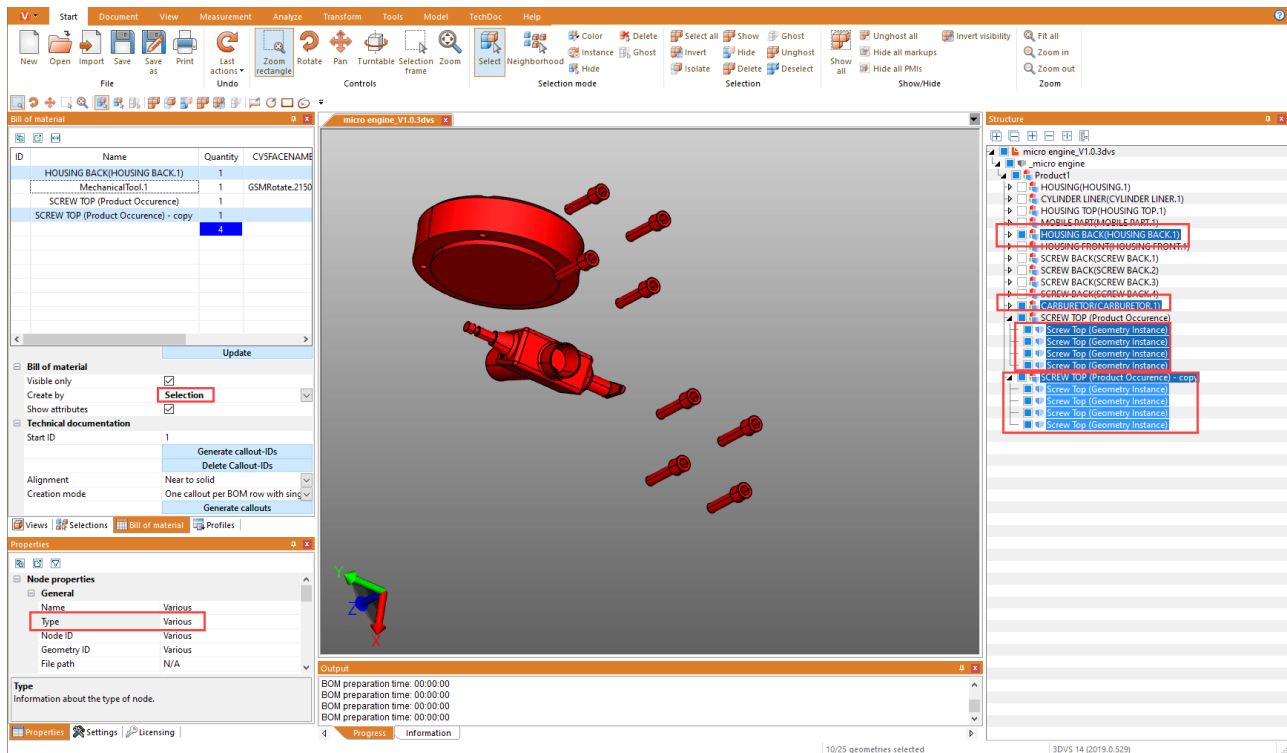 V Start Document View Measurement Analyze Transform Tools Model TechDoc Help
New Open Import Save Save as Print
File
Last actions
Undo
Zoom rectangle Rotate Pan Turntable Selection frame Zoom
Controls
Select Neighborhood
Color Delete
Instance Ghost
Hide
Selection mode
Select all Show Ghost
Invert Hide Unghost
Isolate Delete Deselect
Selection
Show all
Unghost all Invert visibility
Hide all markups
Hide all PMIs
Show/Hide
Fit all
Zoom in
Zoom out
Zoom
Bill of material
ID Name Quantity CV5FACENAME
HOUSING BACK(HOUSING BACK.1) 1
MechanicalTool.1 1 GSMRotate.2150
SCREW TOP (Product Occurence) 1
SCREW TOP (Product Occurence) - copy 1
4
Update
Bill of material
Visible only
Create by Selection
Show attributes
Technical documentation
Start ID 1
Generate callout-IDs
Delete Callout-IDs
Alignment Near to solid
Creation mode One callout per BOM row with sing
Generate callouts
Views Selections Bill of material Profiles
Properties
Node properties
General
Name Various
Type Various
Node ID Various
Geometry ID Various
File path N/A
Type
Information about the type of node.
Properties Settings Licensing
micro engine_V1.0.3dvs
Y
Z
X
Output
BOM preparation time: 00:00:00
BOM preparation time: 00:00:00
BOM preparation time: 00:00:00
BOM preparation time: 00:00:00
Progress Information
Structure
micro engine_V1.0.3dvs
_micro engine
Product1
HOUSING(HOUSING.1)
CYLINDER LINER(CYLINDER LINER.1)
HOUSING TOP(HOUSING TOP.1)
MOBILE PART(MOBILE PART.1)
HOUSING BACK(HOUSING BACK.1)
HOUSING FRONT(HOUSING FRONT.1)
SCREW BACK(SCREW BACK.1)
SCREW BACK(SCREW BACK.2)
SCREW BACK(SCREW BACK.3)
SCREW BACK(SCREW BACK.4)
CARBURETOR(CARBURETOR.1)
SCREW TOP (Product Occurence)
Screw Top (Geometry Instance)
Screw Top (Geometry Instance)
Screw Top (Geometry Instance)
Screw Top (Geometry Instance)
SCREW TOP (Product Occurence) - copy
Screw Top (Geometry Instance)
Screw Top (Geometry Instance)
Screw Top (Geometry Instance)
Screw Top (Geometry Instance)
10/25 geometries selected 3DVS 14 (2019.0.529)